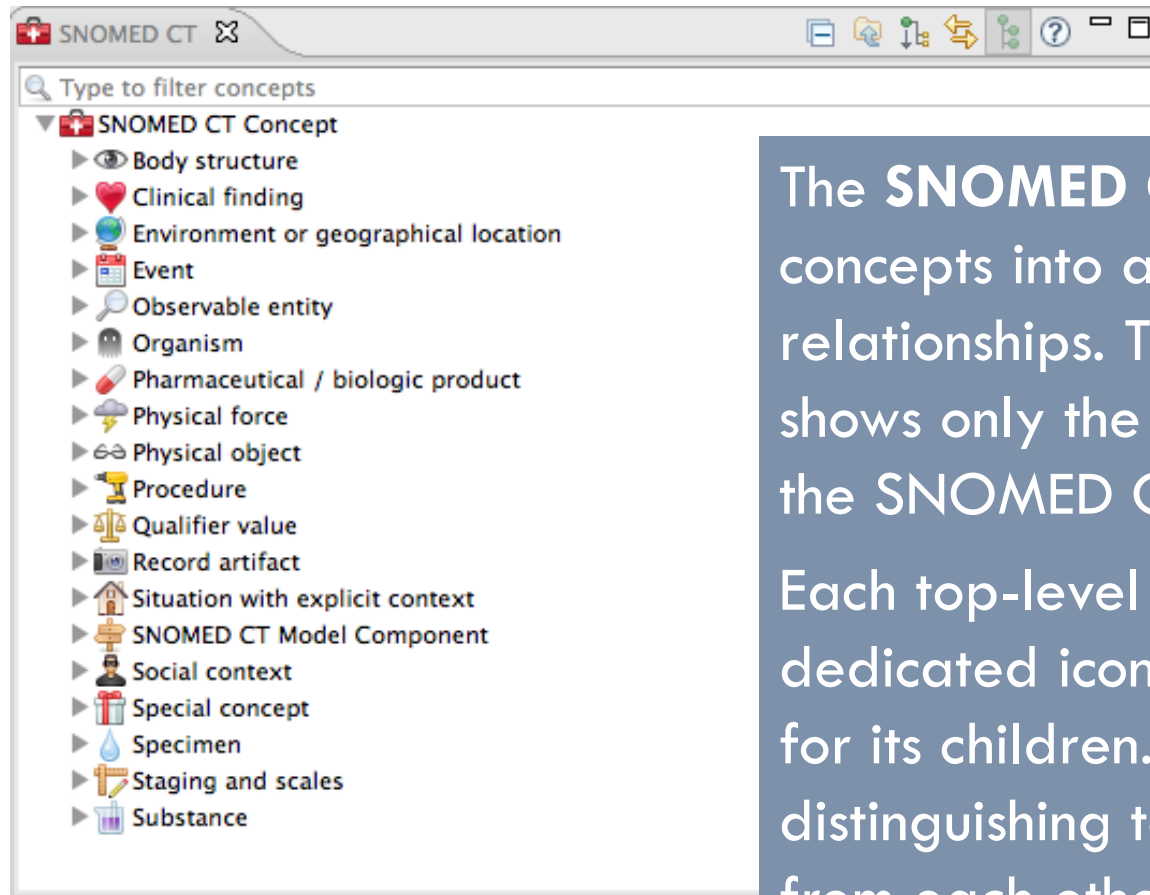 SNOMED CT
Type to filter concepts
SNOMED CT Concept
Body structure
Clinical finding
Environment or geographical location
Event
Observable entity
Organism
Pharmaceutical / biologic product
Physical force
Physical object
Procedure
Qualifier value
Record artifact
Situation with explicit context
SNOMED CT Model Component
Social context
Special concept
Specimen
Staging and scales
Substance
The SNOMED
concepts into a
relationships. T
shows only the
the SNOMED
Each top-level
dedicated icon
for its children.
distinguishing t
from each othe